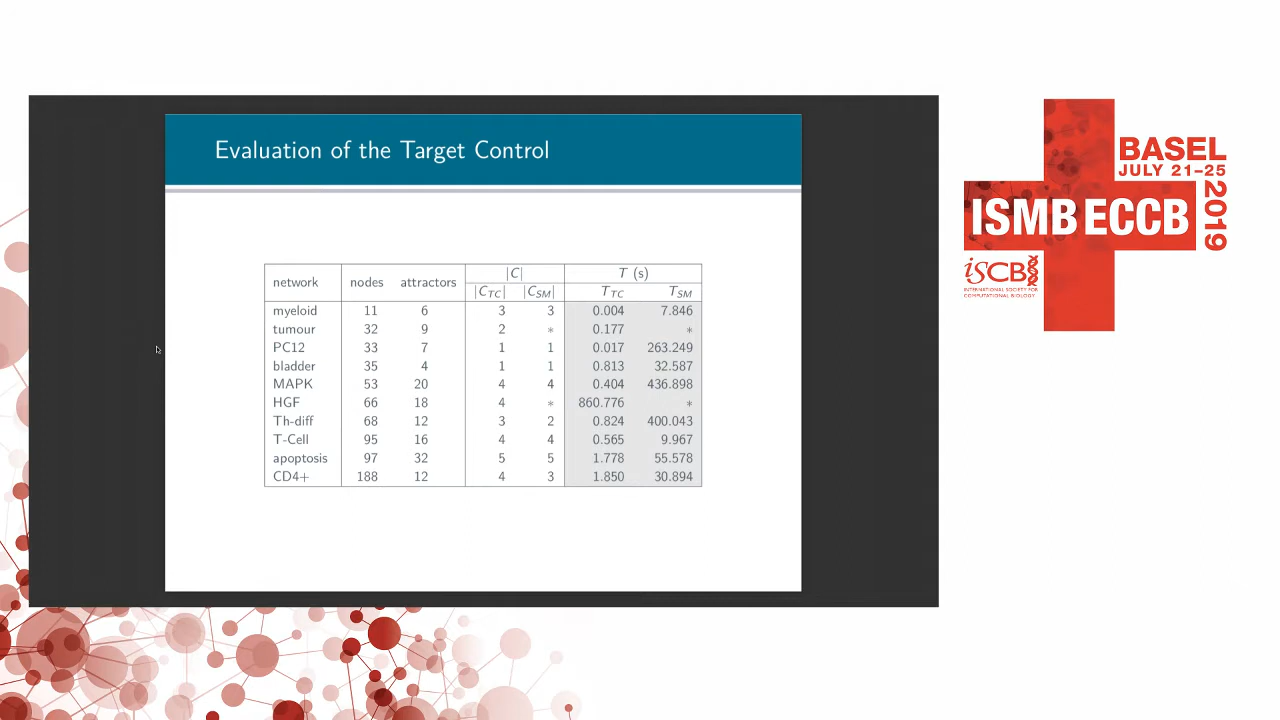 Evaluation of the Target Control
network nodes attractors |C| T (s)
|C_TC| |C_SM| T_TC T_SM
myeloid 11 6 3 3 0.004 7.846
tumour 32 9 2 * 0.177 *
PC12 33 7 1 1 0.017 263.249
bladder 35 4 1 1 0.813 32.587
MAPK 53 20 4 4 0.404 436.898
HGF 66 18 4 * 860.776 *
Th-diff 68 12 3 2 0.824 400.043
T-Cell 95 16 4 4 0.565 9.967
apoptosis 97 32 5 5 1.778 55.578
CD4+ 188 12 4 3 1.850 30.894
BASEL
JULY 21–25
2019
ISMB ECCB
ISCB
INTERNATIONAL SOCIETY FOR
COMPUTATIONAL BIOLOGY